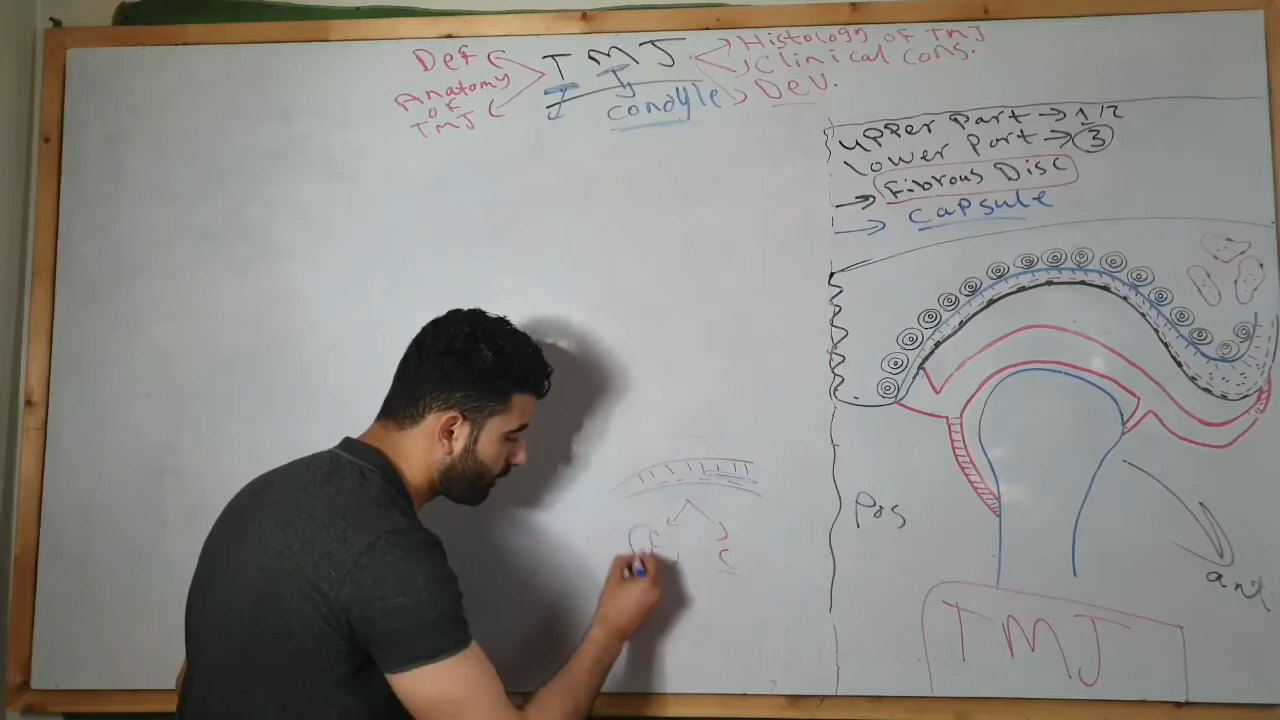 TMJ
Def
Anatomy
of
TMJ
Histology of TMJ
Clinical Cons.
Dev.
T
J
condyle
upper Part → 1/2
lower Part → 3
→ Fibrous Disc
→ capsule
F
C
Pos
ant
TMJ